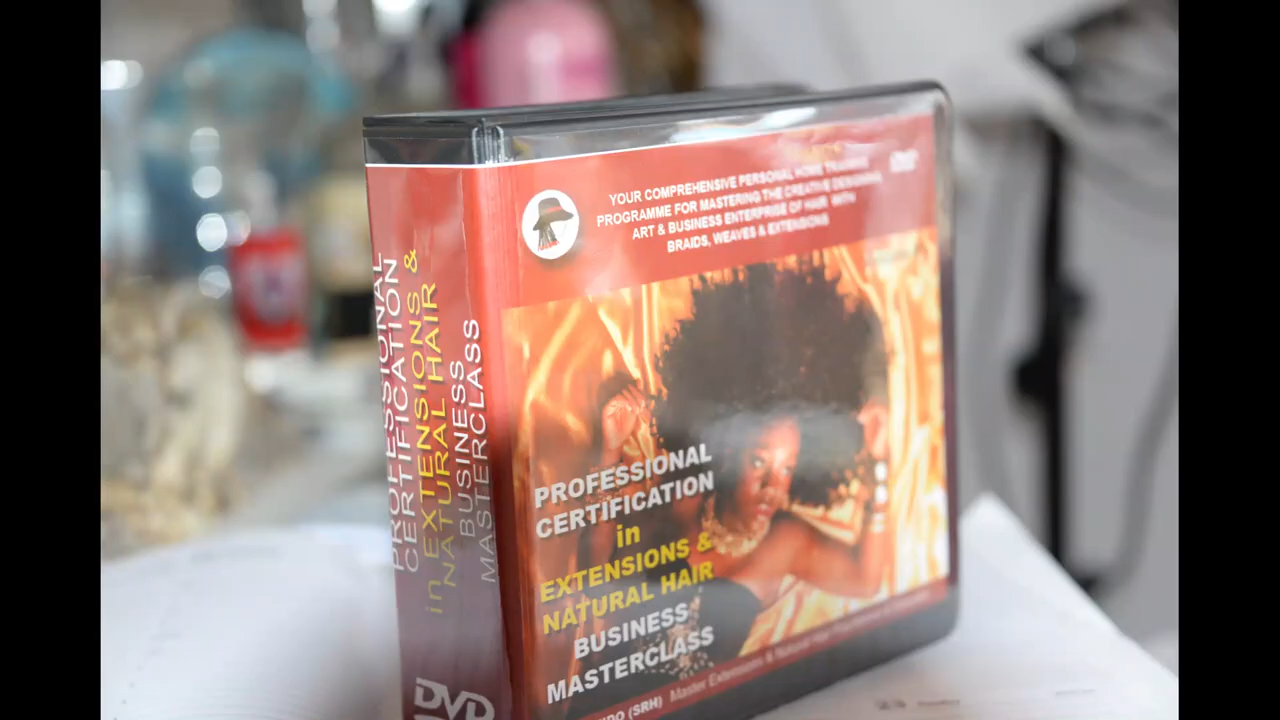 PROFESSIONAL
CERTIFICATION
in EXTENSIONS &
NATURAL HAIR
BUSINESS
MASTERCLASS
DVD
YOUR COMPREHENSIVE PERSONAL HOME TRAINING
PROGRAMME FOR MASTERING THE CREATIVE DESIGNING
ART & BUSINESS ENTERPRISE OF HAIR WITH
BRAIDS, WEAVES & EXTENSIONS
DVD
PROFESSIONAL
CERTIFICATION
in
EXTENSIONS &
NATURAL HAIR
BUSINESS
MASTERCLASS
(SRH) Master Extensions & Natural Hair